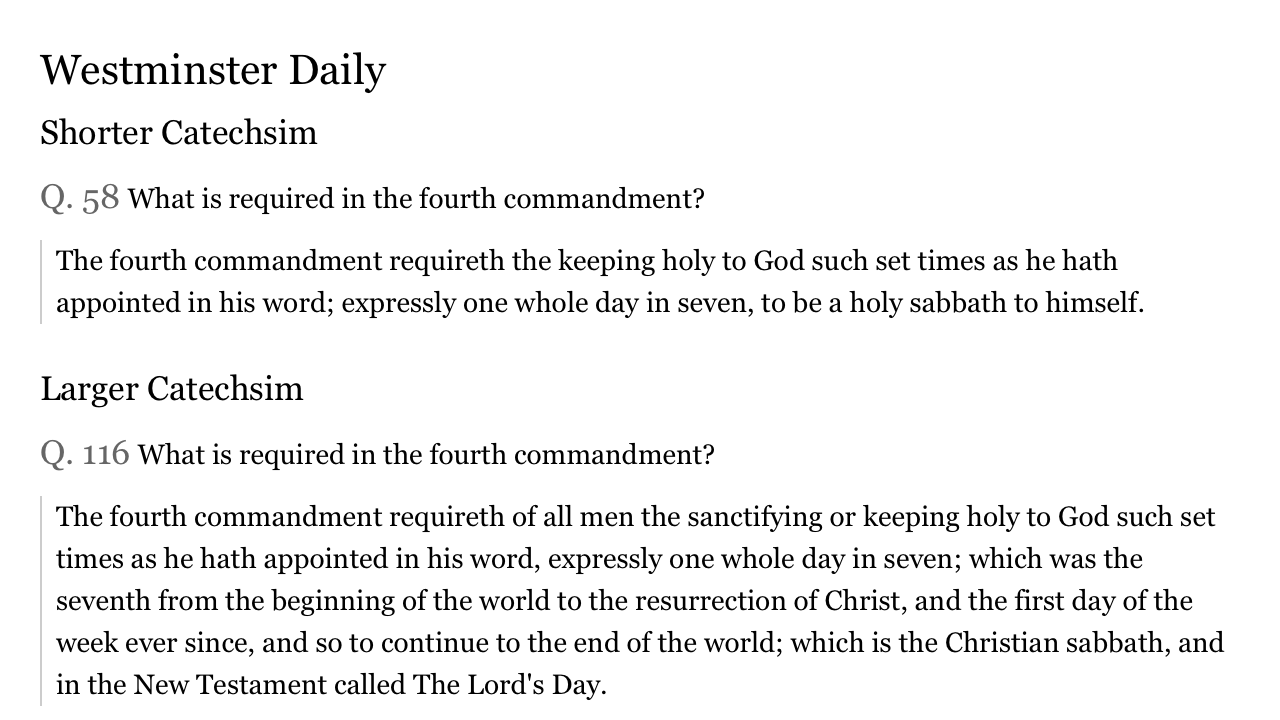 Westminster Daily
Shorter Catechsim
Q. 58 What is required in the fourth commandment?
The fourth commandment requireth the keeping holy to God such set times as he hath
appointed in his word; expressly one whole day in seven, to be a holy sabbath to himself.
Larger Catechsim
Q. 116 What is required in the fourth commandment?
The fourth commandment requireth of all men the sanctifying or keeping holy to God such set
times as he hath appointed in his word, expressly one whole day in seven; which was the
seventh from the beginning of the world to the resurrection of Christ, and the first day of the
week ever since, and so to continue to the end of the world; which is the Christian sabbath, and
in the New Testament called The Lord's Day.